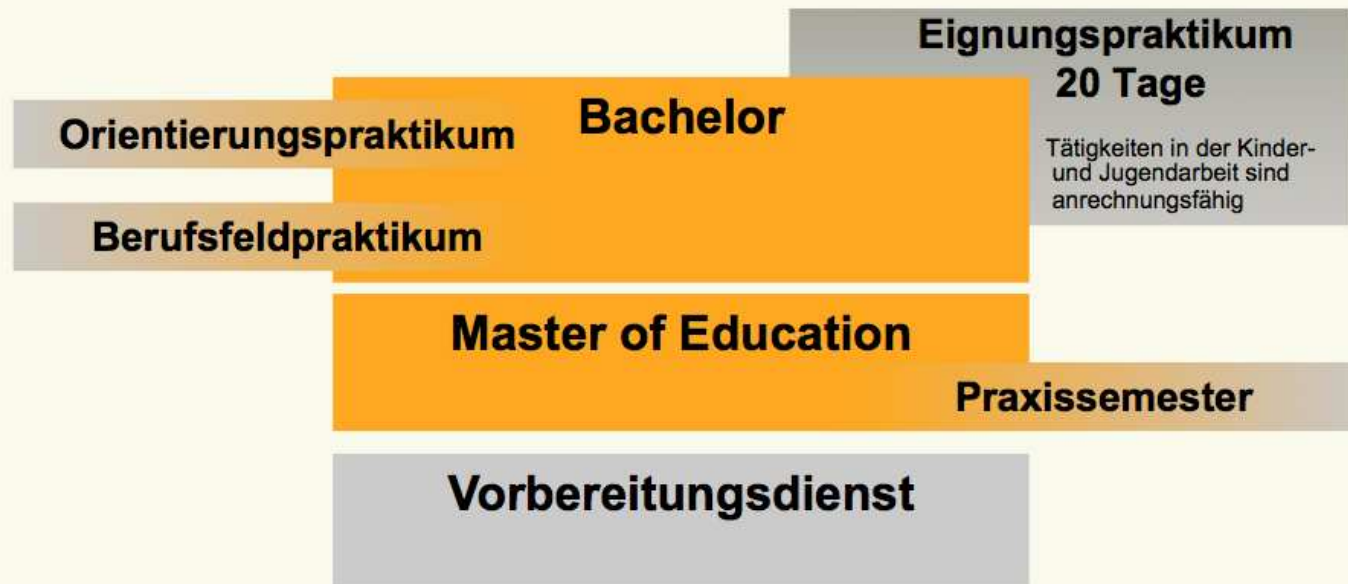 Eignungspraktikum
20 Tage
Tätigkeiten in der Kinder-
und Jugendarbeit sind
anrechnungsfähig
Bachelor
Orientierungspraktikum
Berufsfeldpraktikum
Master of Education
Praxissemester
Vorbereitungsdienst